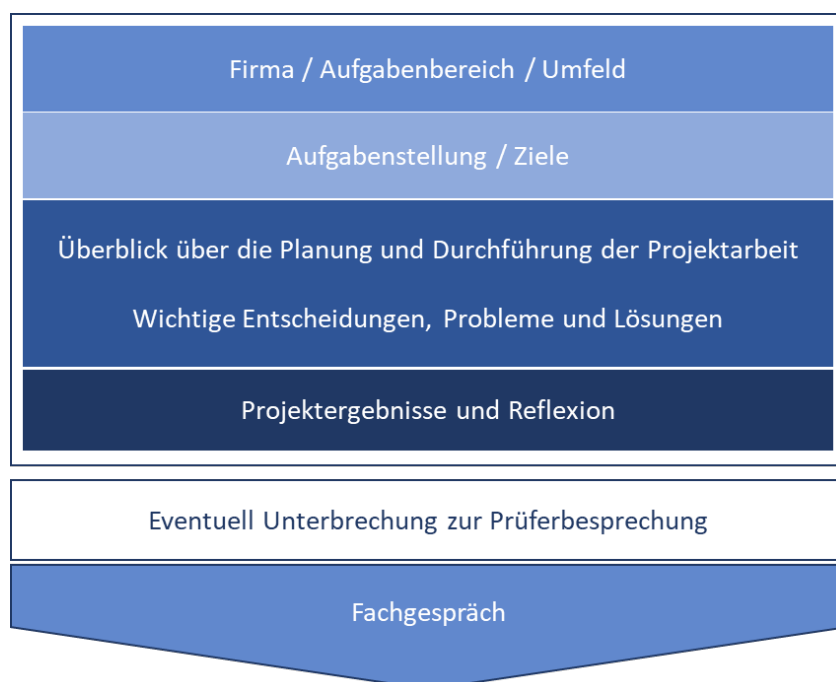 Firma / Aufgabenbereich / Umfeld
Aufgabenstellung / Ziele
Überblick über die Planung und Durchführung der Projektarbeit
Wichtige Entscheidungen, Probleme und Lösungen
Projektergebnisse und Reflexion
Eventuell Unterbrechung zur Prüferbesprechung
Fachgespräch